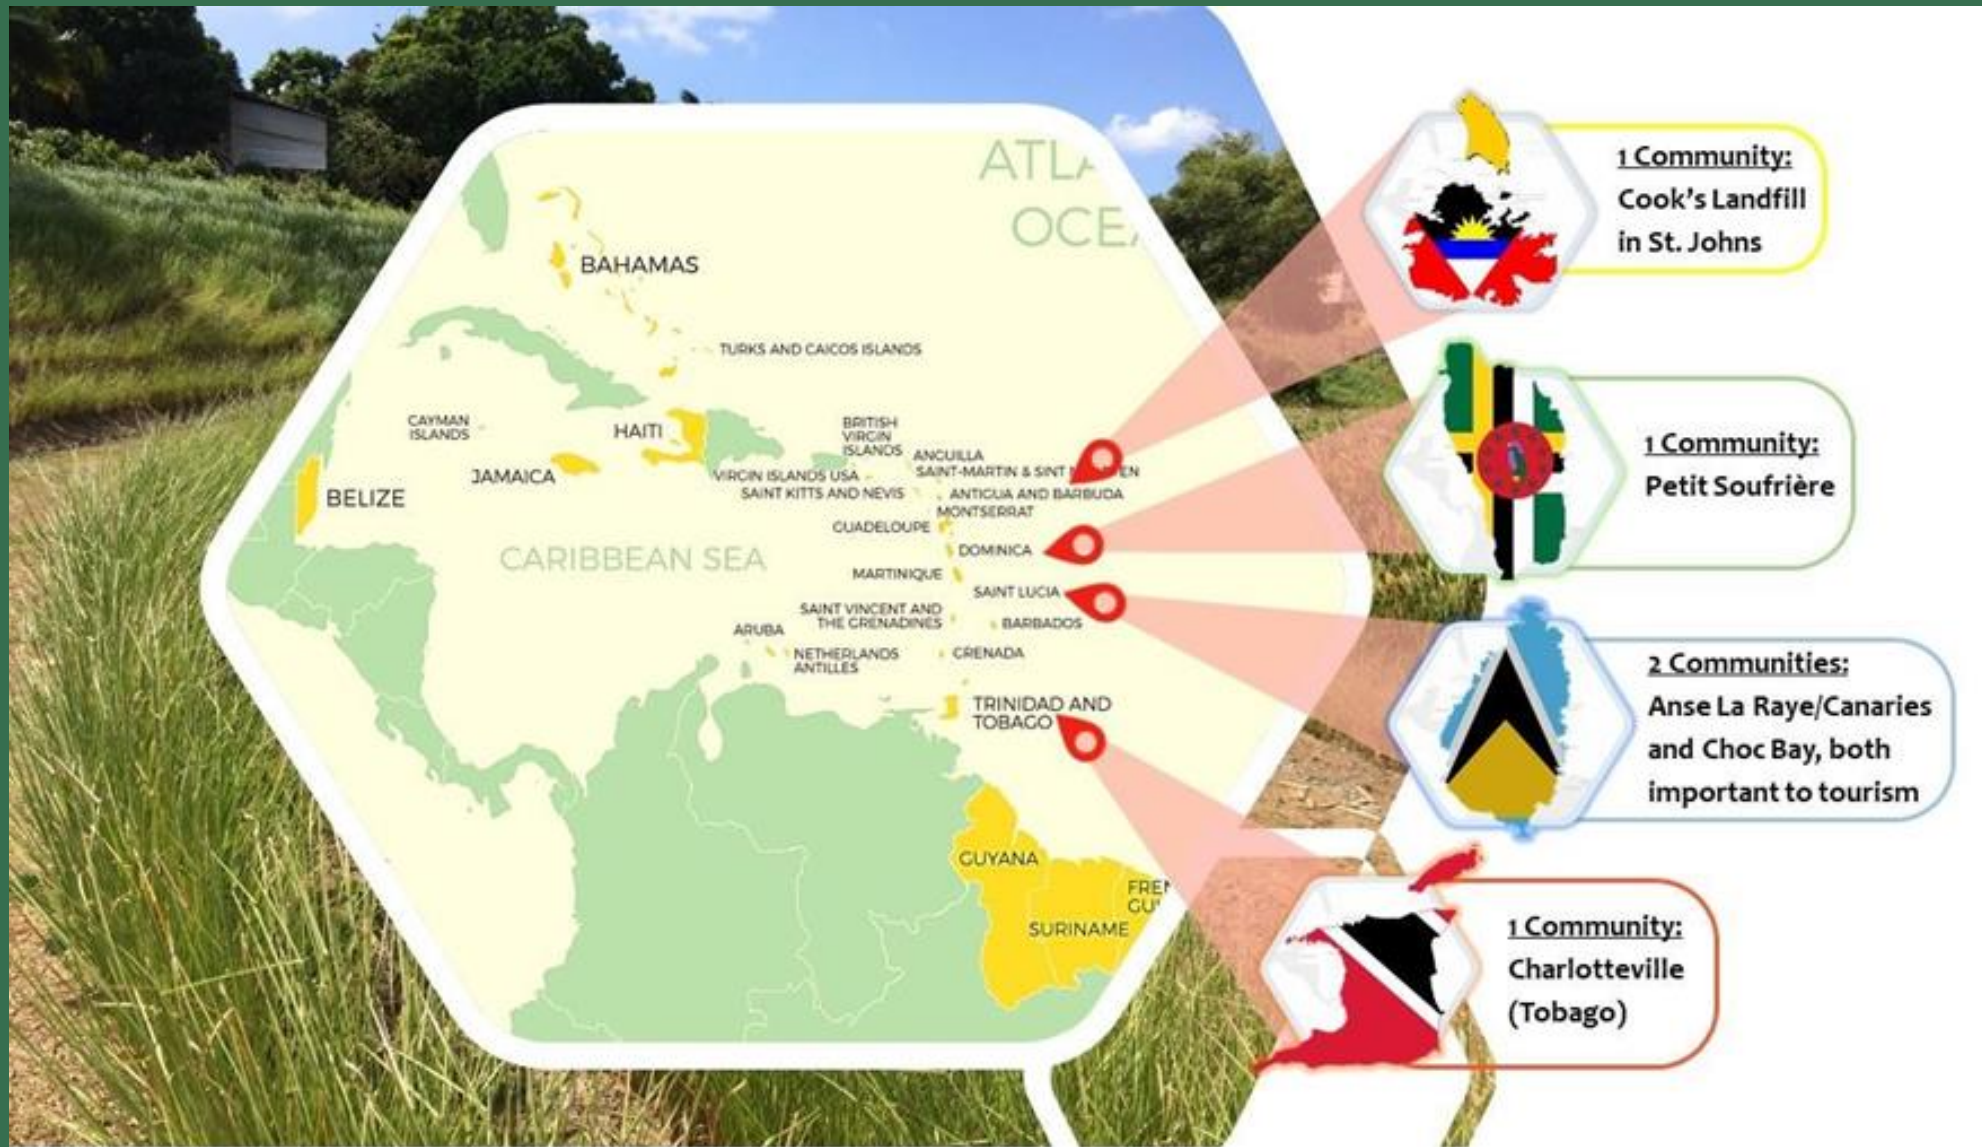 ATLA
OCEA
BAHAMAS
TURKS AND CAICOS ISLANDS
CAYMAN
ISLANDS
HAITI
JAMAICA
BELIZE
BRITISH
VIRGIN
ISLANDS
ANGUILLA
VIRGIN ISLANDS USA
SAINT-MARTIN & SINT
SAINT KITTS AND NEVIS
ANTIGUA AND BARBUDA
MONTSERRAT
GUADELOUPE
DOMINICA
CARIBBEAN SEA
MARTINIQUE
SAINT LUCIA
SAINT VINCENT AND
THE GRENADINES
BARBADOS
ARUBA
NETHERLANDS
ANTILLES
GRENADA
TRINIDAD AND
TOBAGO
GUYANA
SURINAME
FREN
GUI
1 Community:
Cook's Landfill
in St. Johns
1 Community:
Petit Soufrière
2 Communities:
Anse La Raye/Canaries
and Choc Bay, both
important to tourism
1 Community:
Charlotteville
(Tobago)